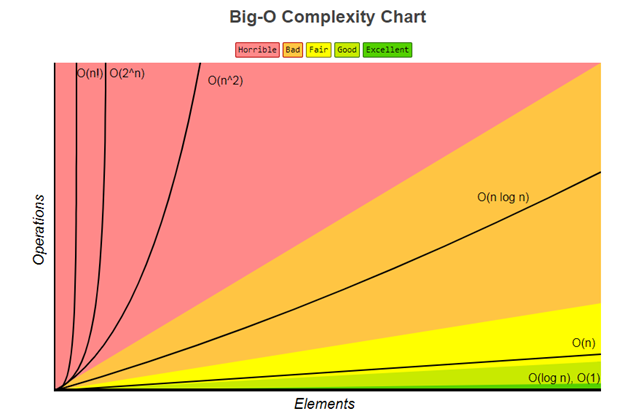 Big-O Complexity Chart
Horrible Bad Fair Good Excellent
O(n!) O(2^n)
O(n^2)
O(n log n)
O(n)
O(log n), O(1)
Operations
Elements